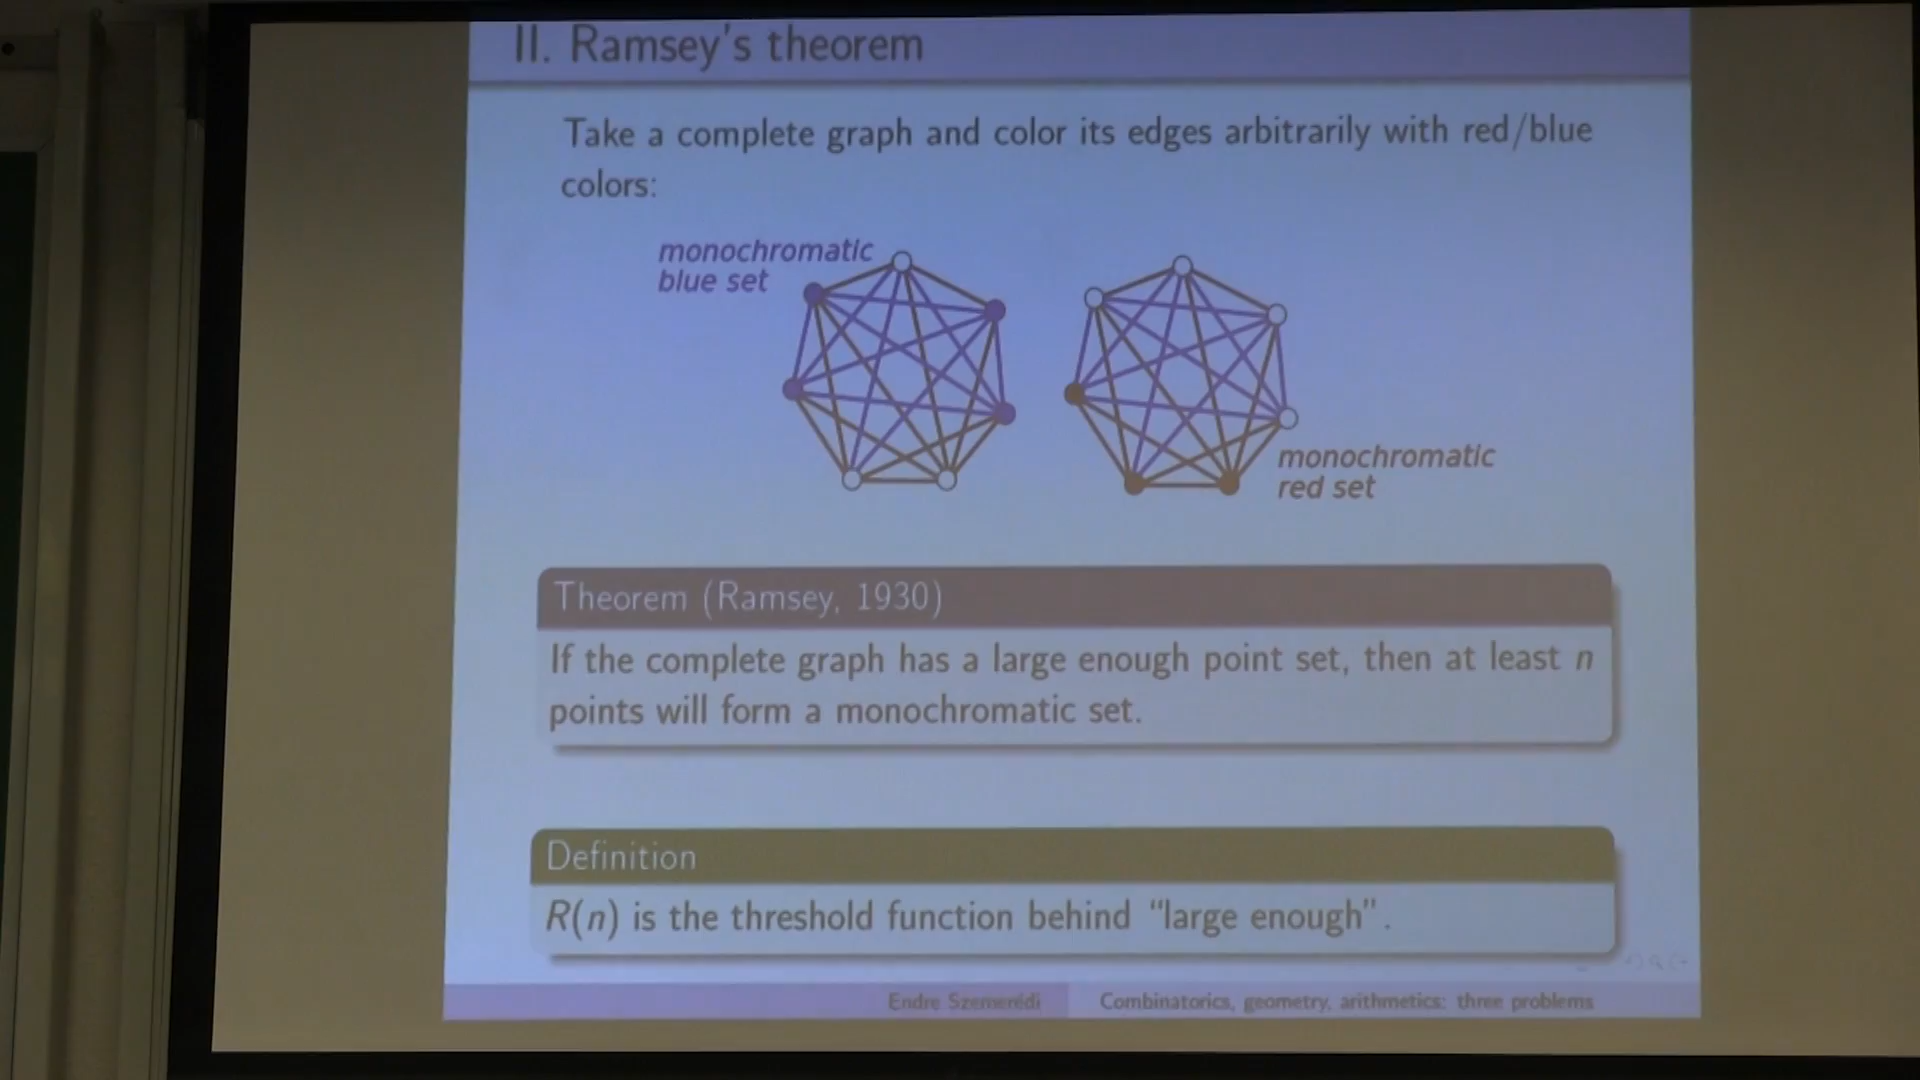 II. Ramsey's theorem
Take a complete graph and color its edges arbitrarily with red/blue
colors:
monochromatic
blue set
monochromatic
red set
Theorem (Ramsey, 1930)
If the complete graph has a large enough point set, then at least n
points will form a monochromatic set.
Definition
R(n) is the threshold function behind “large enough”.
Endre Szemerédi
Combinatorics, geometry, arithmetics: three problems